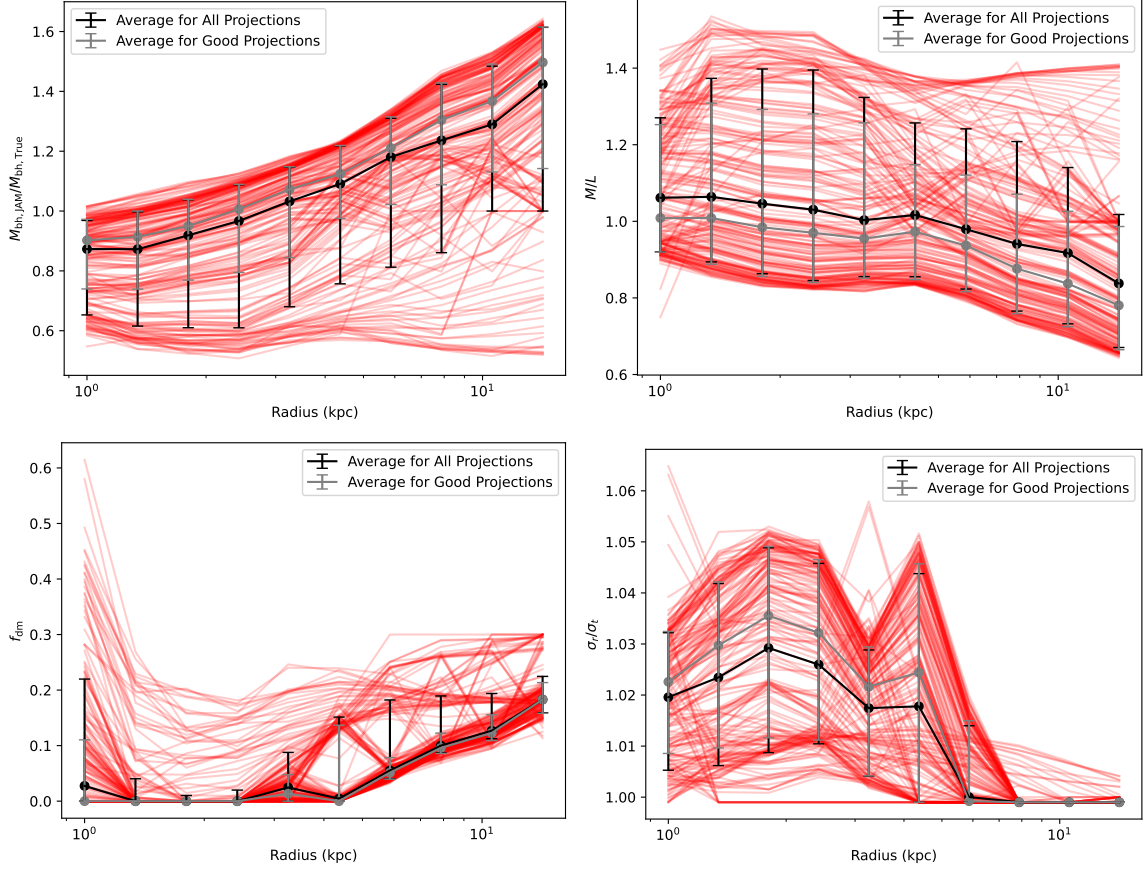 Average for All Projections
Average for Good Projections
1.6
1.4
1.2
1.0
0.8
0.6
M_bh,JAM/M_bh,True
10^0
10^1
Radius (kpc)
Average for All Projections
Average for Good Projections
1.4
1.2
1.0
0.8
0.6
M/L
10^0
10^1
Radius (kpc)
Average for All Projections
Average for Good Projections
0.6
0.5
0.4
0.3
0.2
0.1
0.0
f_dm
10^0
10^1
Radius (kpc)
Average for All Projections
Average for Good Projections
1.06
1.05
1.04
1.03
1.02
1.01
1.00
σ_r/σ_t
10^0
10^1
Radius (kpc)